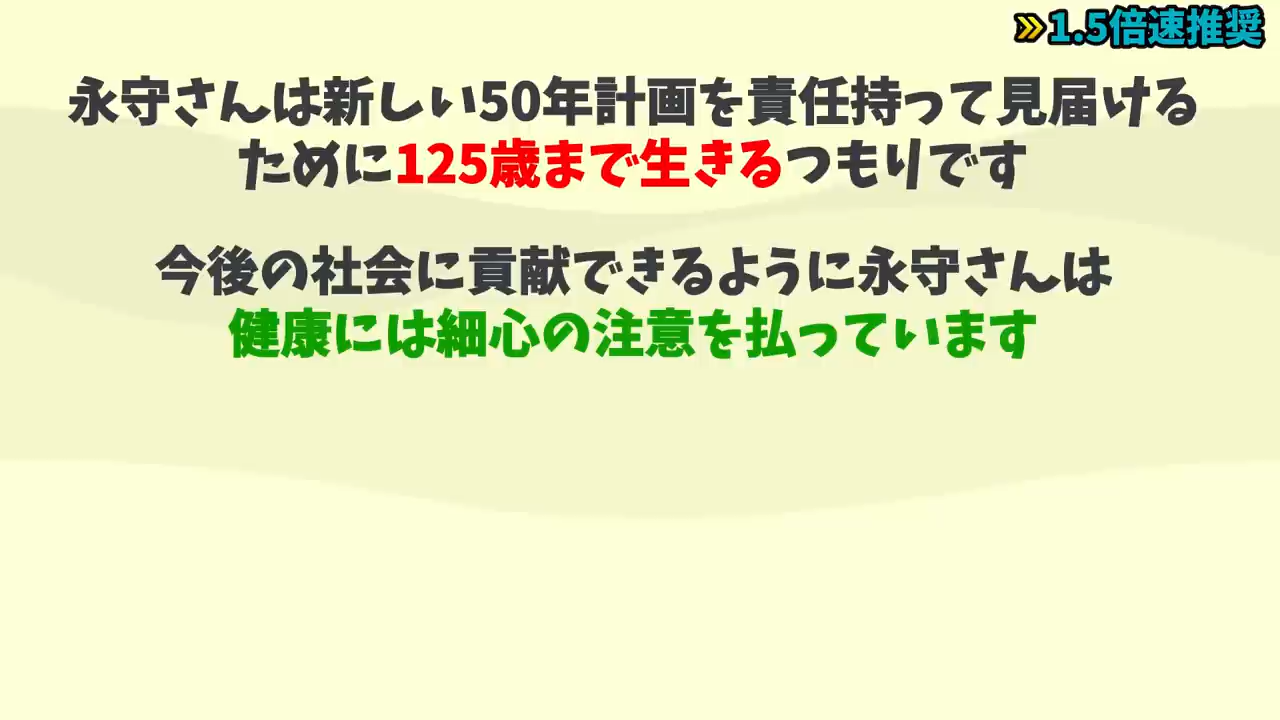 »1.5倍速推奨
永守さんは新しい50年計画を責任持って見届ける
ために125歳まで生きるつもりです
今後の社会に貢献できるように永守さんは
健康には細心の注意を払っています